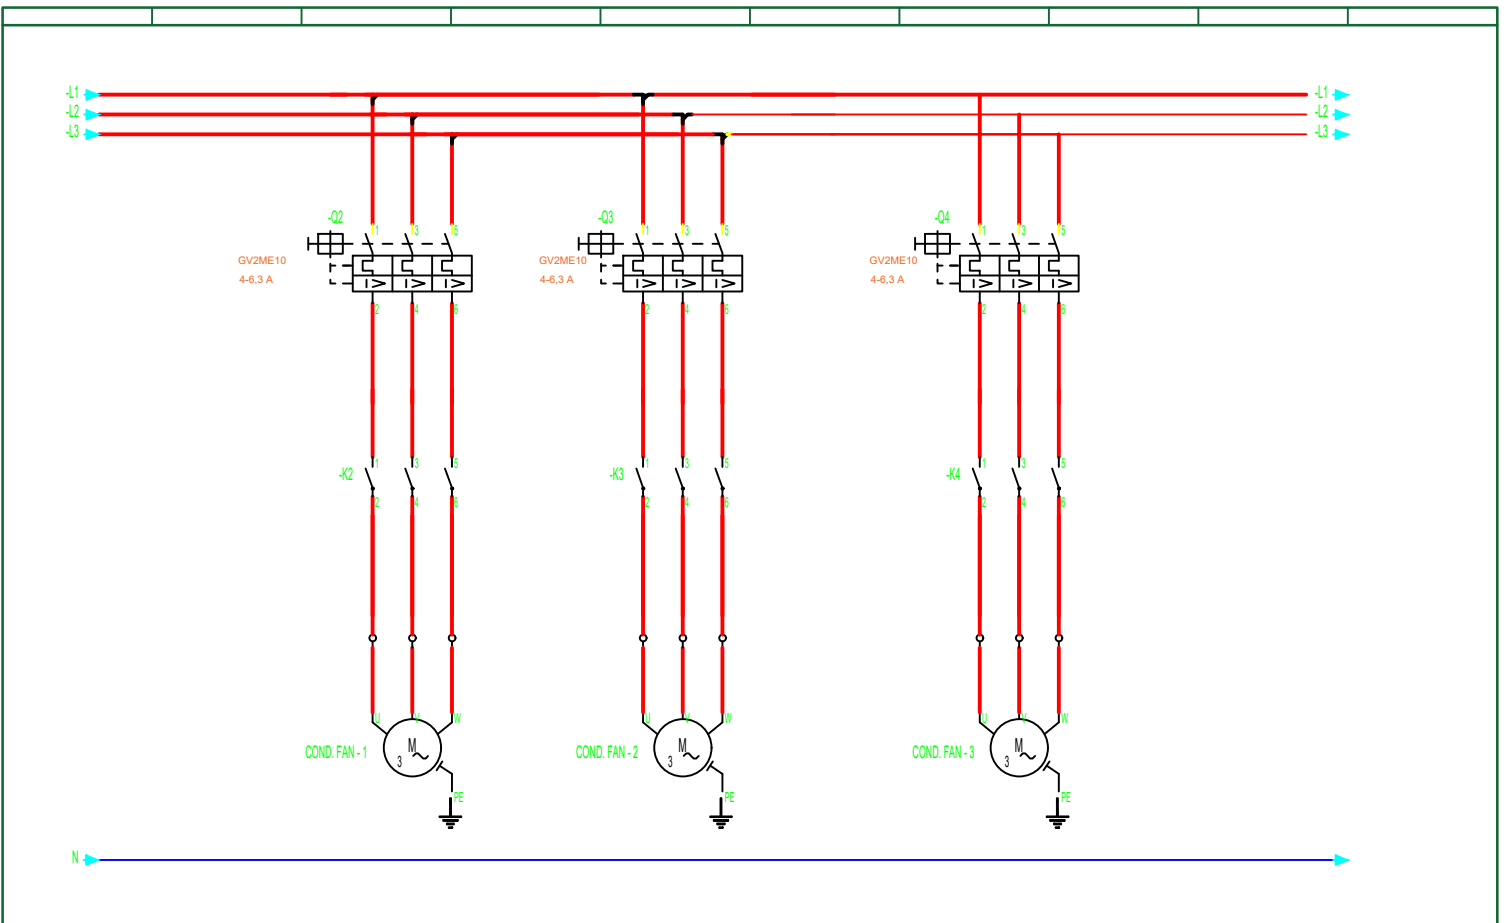 -L1 -L1
-L2 -L2
-L3 -L3
-Q2 -Q3 -Q4
1 3 5 1 3 5 1 3 5
GV2ME10 GV2ME10 GV2ME10
4-6,3 A 4-6,3 A 4-6,3 A
I> I> I> I> I> I> I> I> I>
2 4 6 2 4 6 2 4 6
1 3 5 1 3 5 1 3 5
-K2 -K3 -K4
2 4 6 2 4 6 2 4 6
U V W U V W U V W
COND. FAN - 1 M COND. FAN - 2 M COND. FAN - 3 M
3 3 3
PE PE PE
N